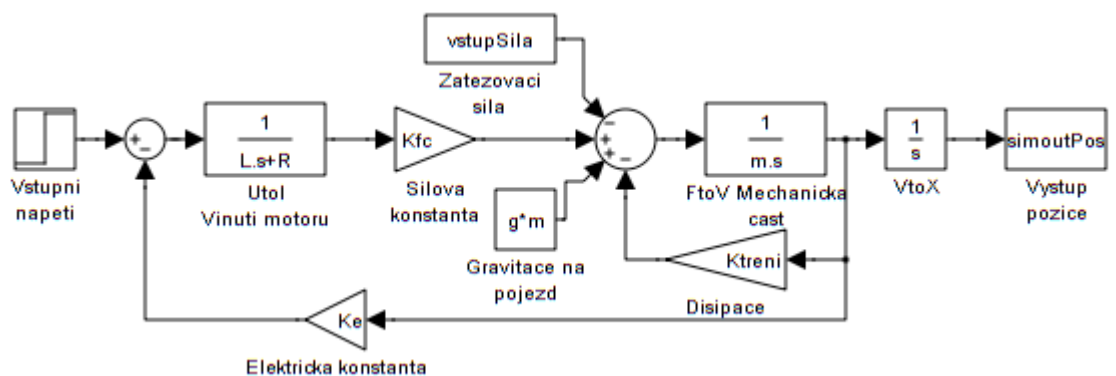 vstupSila
Zatezovaci
sila
Vstupni
napeti
+
−
1
L.s+R
UtoI
Vinuti motoru
Kfc
Silova
konstanta
−
+
+
−
g*m
Gravitace na
pojezd
1
m.s
FtoV Mechanicka
cast
1
s
VtoX
simoutPos
Vystup
pozice
Ktreni
Disipace
Ke
Elektricka konstanta